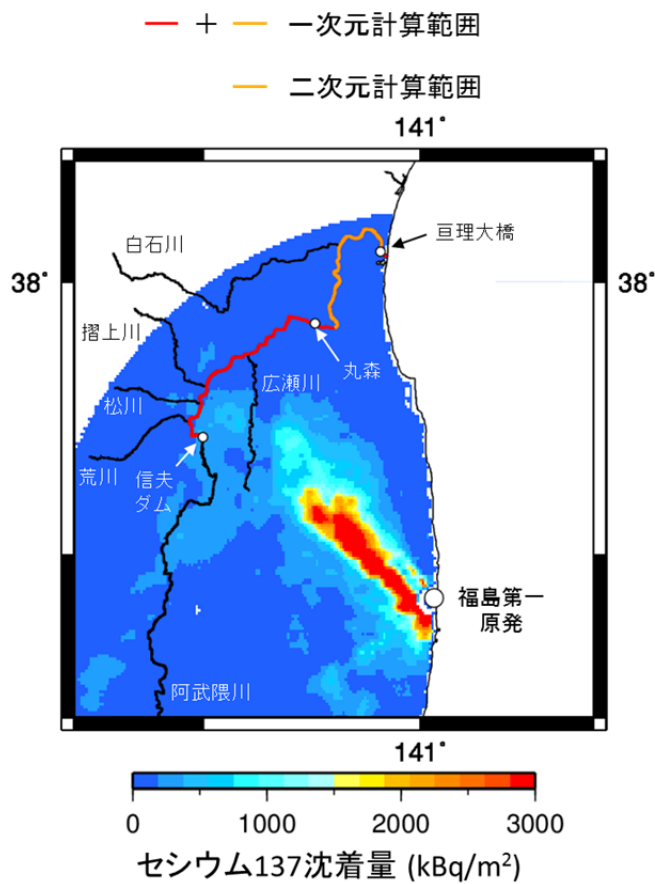 + 一次元計算範囲
二次元計算範囲
141°
亘理大橋
白石川
38° 38°
摺上川
丸森
広瀬川
松川
荒川
信夫
ダム
福島第一
原発
阿武隈川
141°
0 1000 2000 3000
セシウム137沈着量 (kBq/m²)